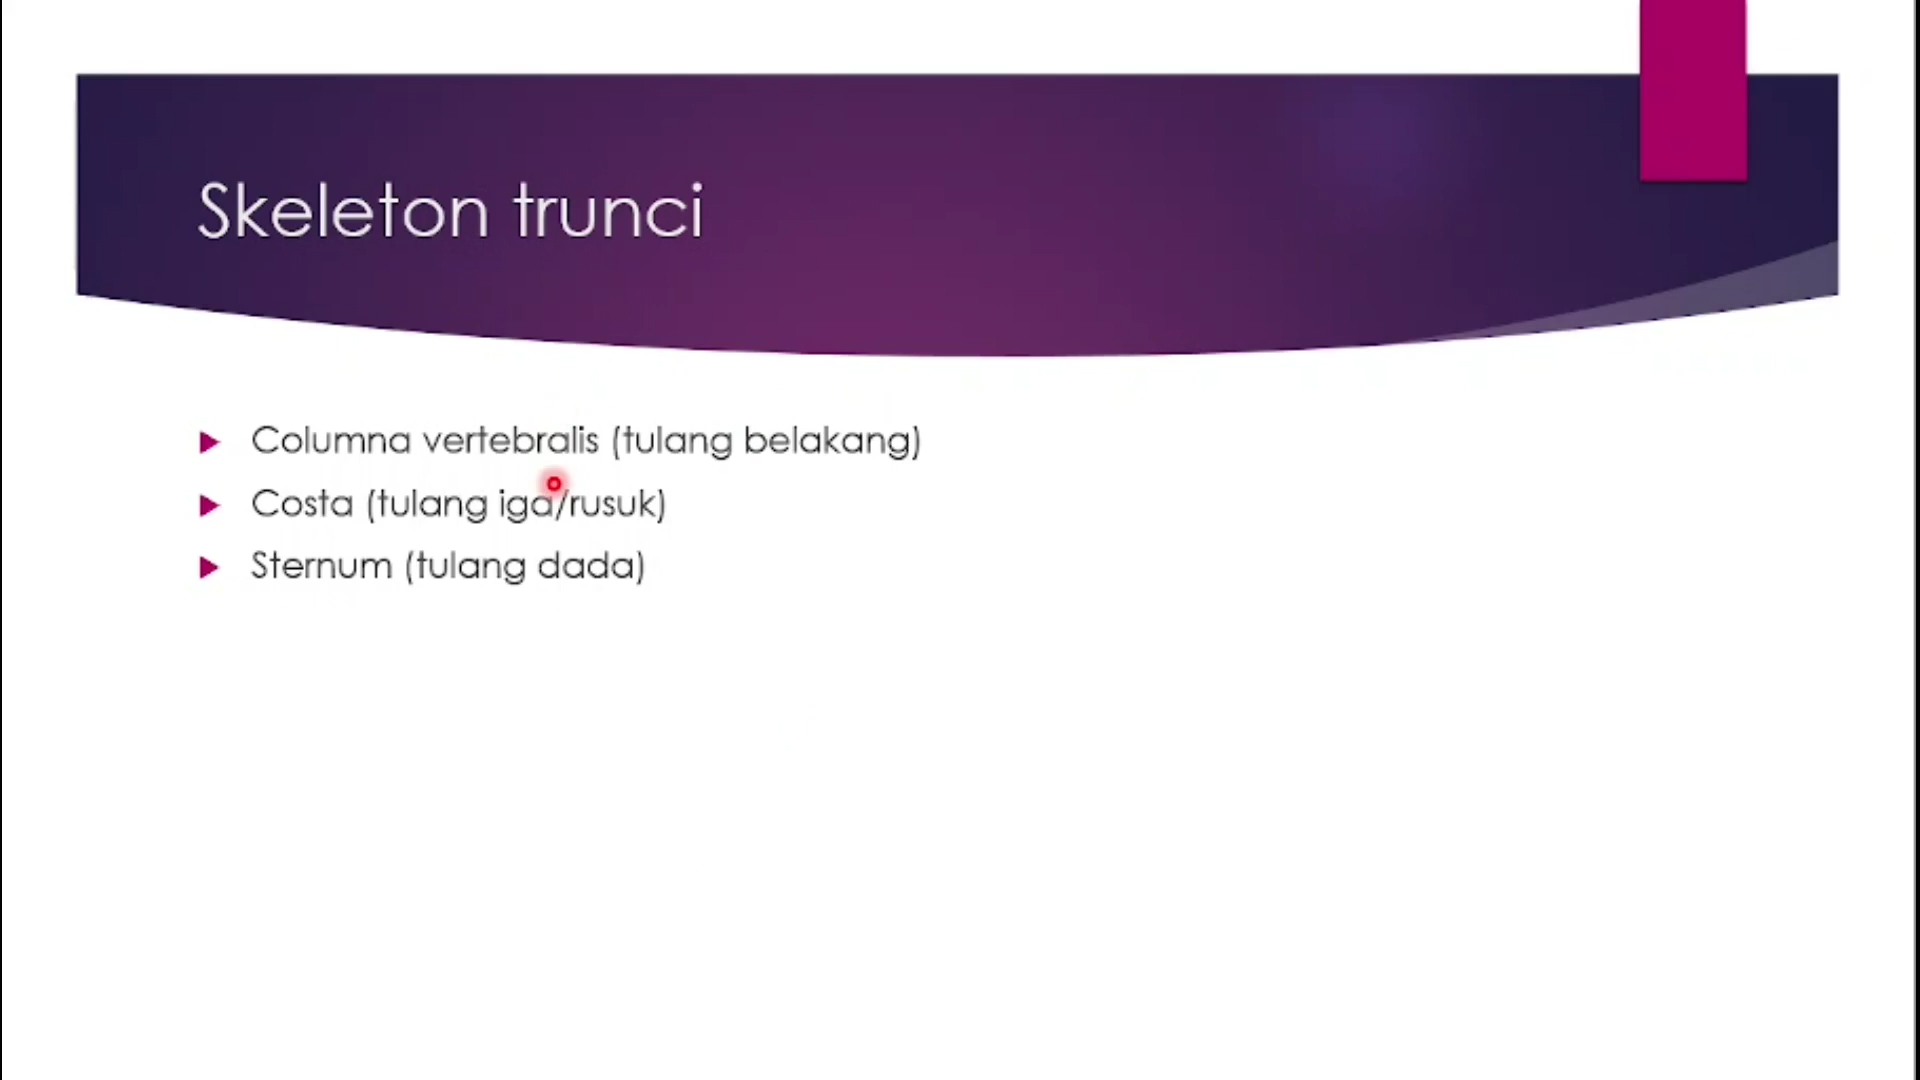 Skeleton trunci
Columna vertebralis (tulang belakang)
Costa (tulang iga/rusuk)
Sternum (tulang dada)